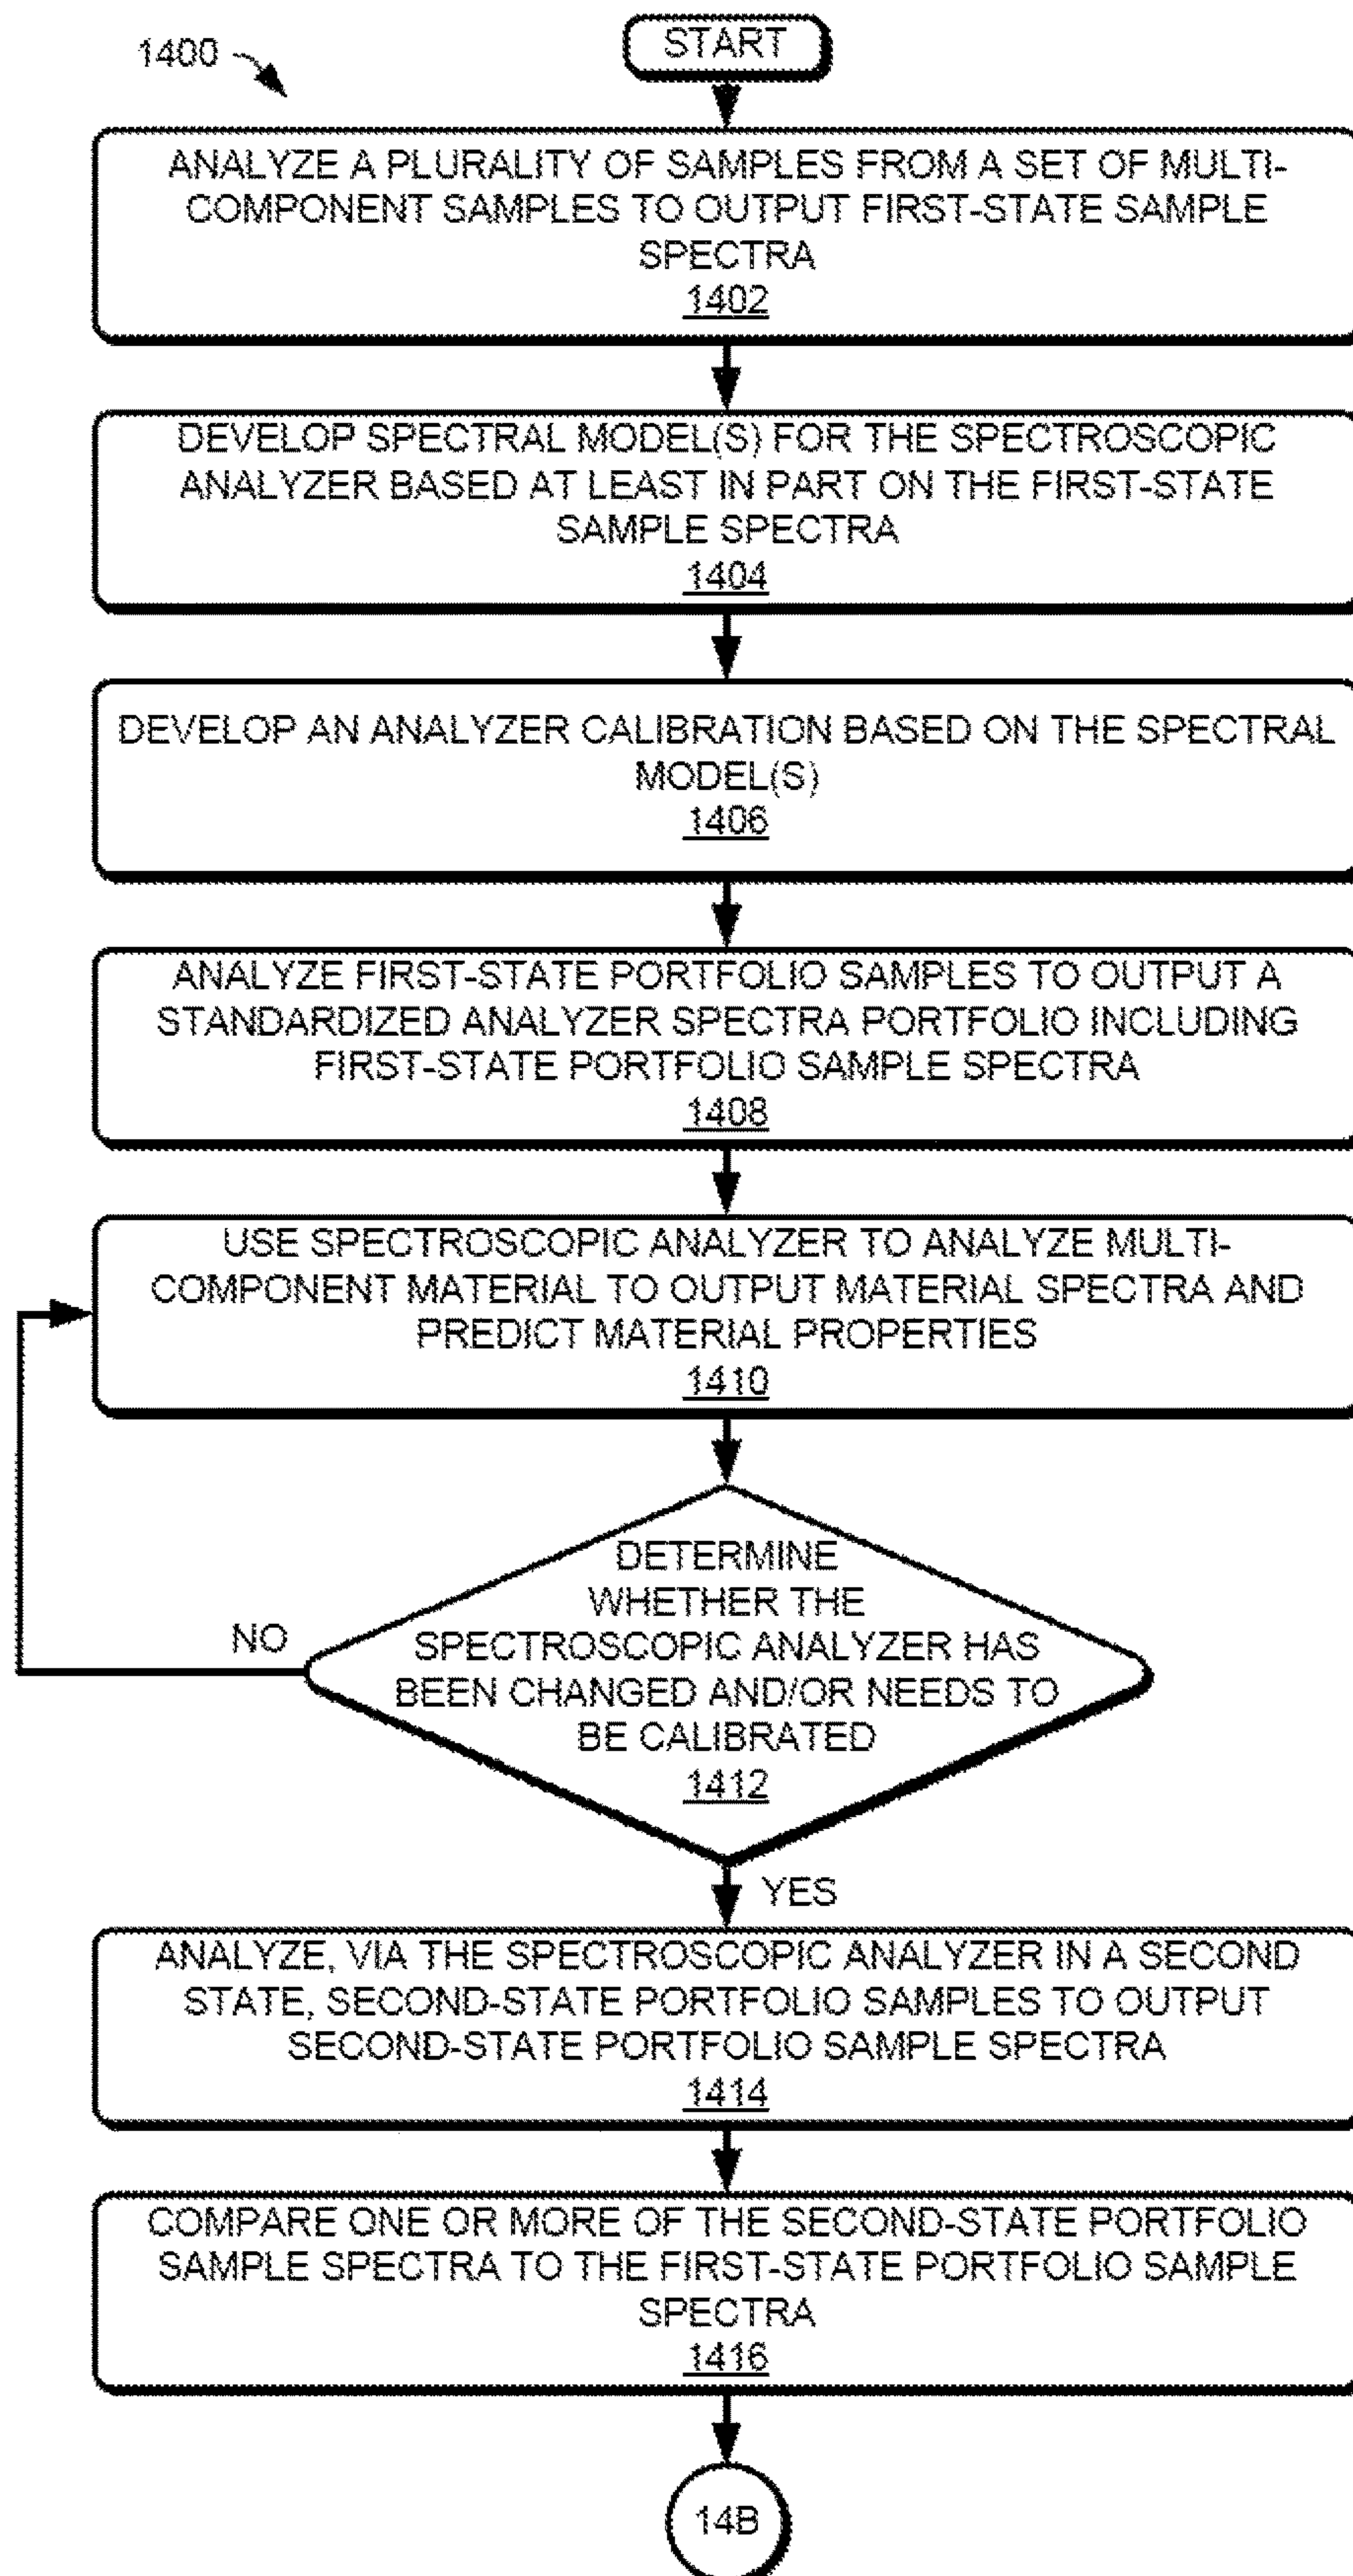 1400
START
ANALYZE A PLURALITY OF SAMPLES FROM A SET OF MULTI-
COMPONENT SAMPLES TO OUTPUT FIRST-STATE SAMPLE
SPECTRA
1402
DEVELOP SPECTRAL MODEL(S) FOR THE SPECTROSCOPIC
ANALYZER BASED AT LEAST IN PART ON THE FIRST-STATE
SAMPLE SPECTRA
1404
DEVELOP AN ANALYZER CALIBRATION BASED ON THE SPECTRAL
MODEL(S)
1406
ANALYZE FIRST-STATE PORTFOLIO SAMPLES TO OUTPUT A
STANDARDIZED ANALYZER SPECTRA PORTFOLIO INCLUDING
FIRST-STATE PORTFOLIO SAMPLE SPECTRA
1408
USE SPECTROSCOPIC ANALYZER TO ANALYZE MULTI-
COMPONENT MATERIAL TO OUTPUT MATERIAL SPECTRA AND
PREDICT MATERIAL PROPERTIES
1410
DETERMINE
WHETHER THE
SPECTROSCOPIC ANALYZER HAS
BEEN CHANGED AND/OR NEEDS TO
BE CALIBRATED
1412
NO
YES
ANALYZE, VIA THE SPECTROSCOPIC ANALYZER IN A SECOND
STATE, SECOND-STATE PORTFOLIO SAMPLES TO OUTPUT
SECOND-STATE PORTFOLIO SAMPLE SPECTRA
1414
COMPARE ONE OR MORE OF THE SECOND-STATE PORTFOLIO
SAMPLE SPECTRA TO THE FIRST-STATE PORTFOLIO SAMPLE
SPECTRA
1416
14B